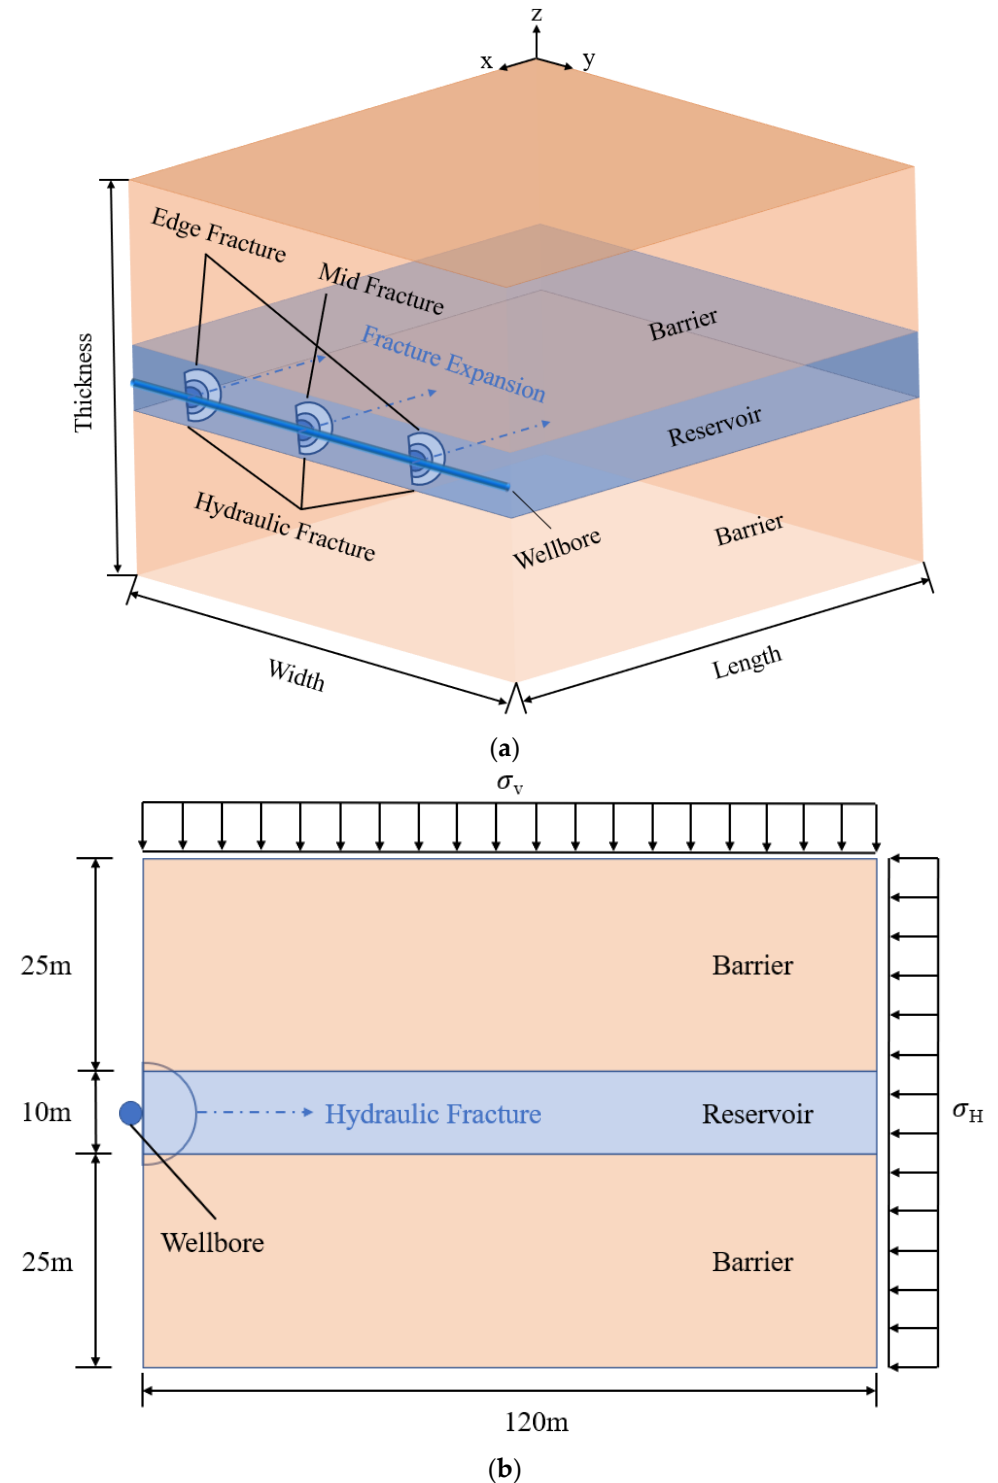 z
x
y
Edge Fracture
Mid Fracture
Barrier
Fracture Expansion
Thickness
Reservoir
Hydraulic Fracture
Wellbore
Barrier
Width
Length
(a)
σv
25m
Barrier
10m
Hydraulic Fracture
Reservoir
σH
Wellbore
25m
Barrier
120m
(b)